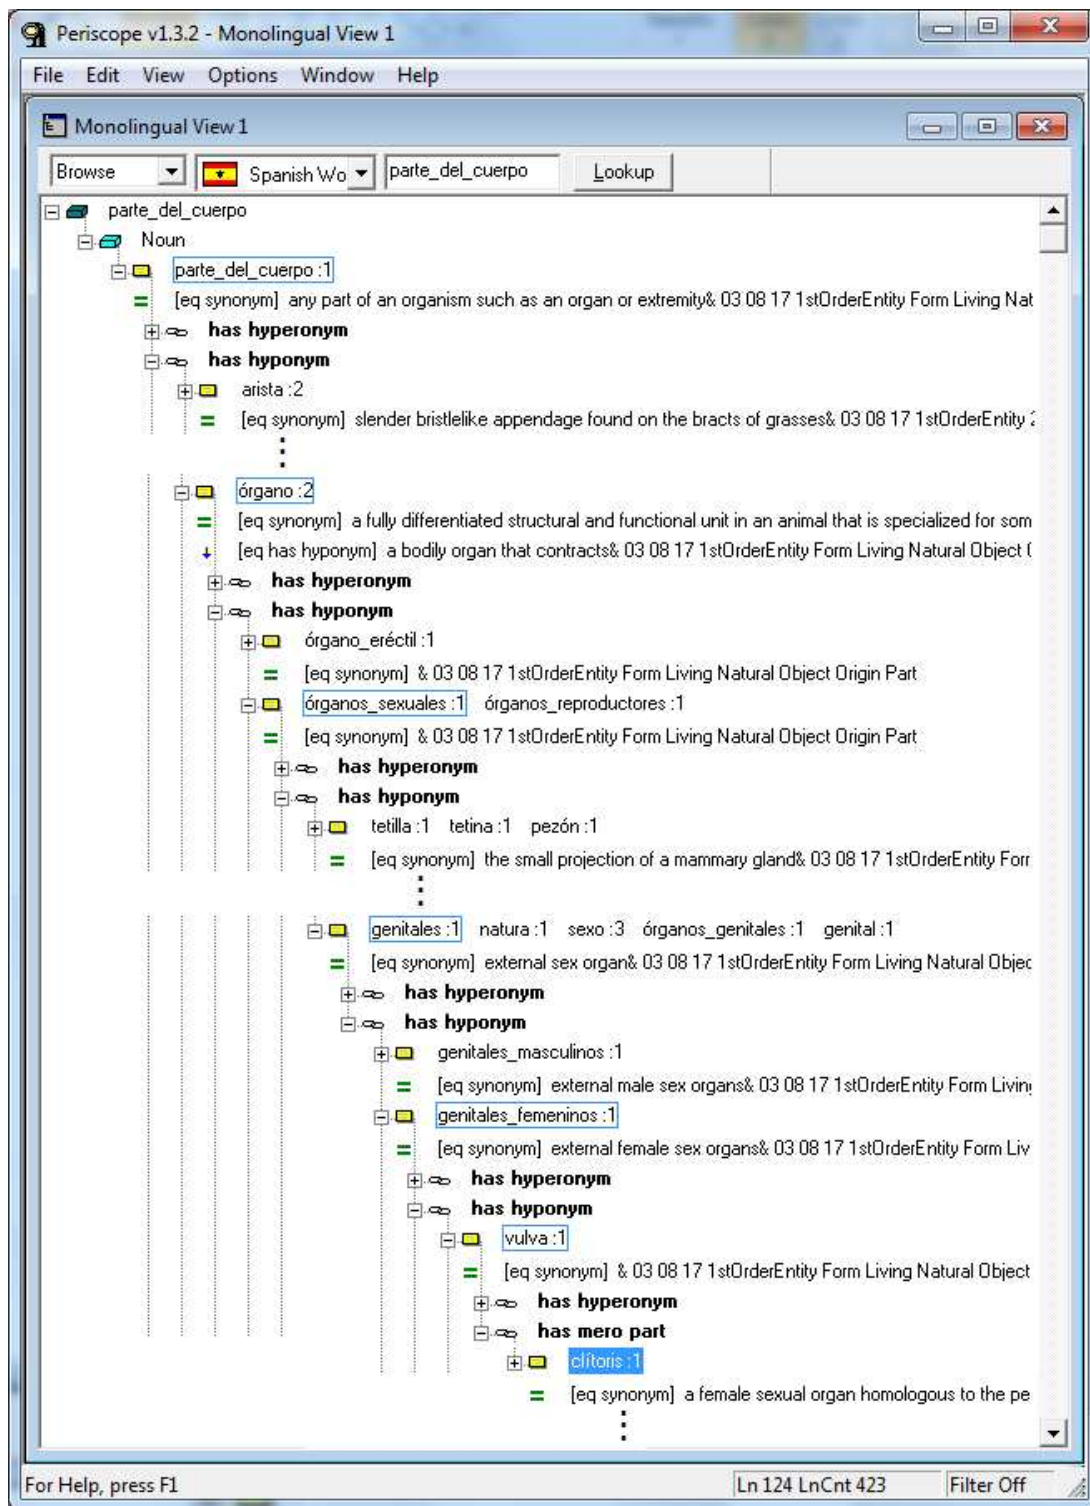 Periscope v1.3.2 - Monolingual View 1
File Edit View Options Window Help
Monolingual View 1
Browse Spanish Wo parte_del_cuerpo Lookup
parte_del_cuerpo
Noun
parte_del_cuerpo :1
[eq synonym] any part of an organism such as an organ or extremity& 03 08 17 1stOrderEntity Form Living Nat
has hyperonym
has hyponym
arista :2
[eq synonym] slender bristlelike appendage found on the bracts of grasses& 03 08 17 1stOrderEntity
órgano :2
[eq synonym] a fully differentiated structural and functional unit in an animal that is specialized for som
[eq has hyponym] a bodily organ that contracts& 03 08 17 1stOrderEntity Form Living Natural Object
has hyperonym
has hyponym
órgano_eréctil :1
[eq synonym] & 03 08 17 1stOrderEntity Form Living Natural Object Origin Part
órganos_sexuales :1 órganos_reproductores :1
[eq synonym] & 03 08 17 1stOrderEntity Form Living Natural Object Origin Part
has hyperonym
has hyponym
tetilla :1 tetina :1 pezón :1
[eq synonym] the small projection of a mammary gland& 03 08 17 1stOrderEntity Forr
genitales :1 natura :1 sexo :3 órganos_genitales :1 genital :1
[eq synonym] external sex organ& 03 08 17 1stOrderEntity Form Living Natural Objec
has hyperonym
has hyponym
genitales_masculinos :1
[eq synonym] external male sex organs& 03 08 17 1stOrderEntity Form Living
genitales_femeninos :1
[eq synonym] external female sex organs& 03 08 17 1stOrderEntity Form Liv
has hyperonym
has hyponym
vulva :1
[eq synonym] & 03 08 17 1stOrderEntity Form Living Natural Object
has hyperonym
has mero part
clítoris :1
[eq synonym] a female sexual organ homologous to the pe
For Help, press F1 Ln 124 LnCnt 423 Filter Off